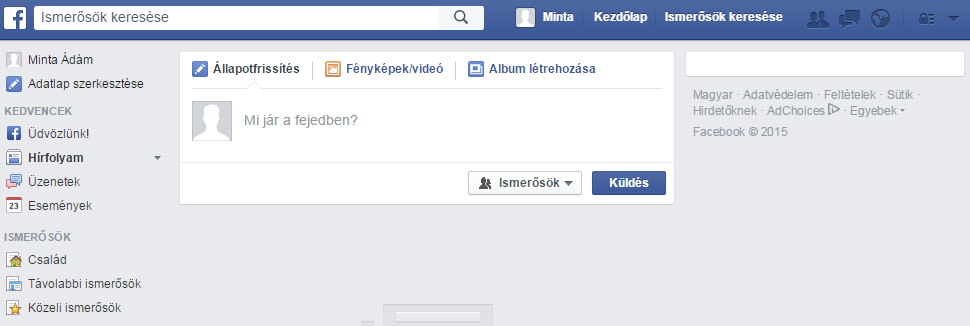 Ismerősök keresése
Minta Kezdőlap Ismerősök keresése
Minta Ádám
Adatlap szerkesztése
KEDVENCEK
Üdvözlünk!
Hírfolyam
Üzenetek
23 Események
ISMERŐSÖK
Család
Távolabbi ismerősök
Közeli ismerősök
Állapotfrissítés Fényképek/videó Album létrehozása
Mi jár a fejedben?
Ismerősök Küldés
Magyar · Adatvédelem · Feltételek · Sütik ·
Hirdetőknek · AdChoices · Egyebek
Facebook © 2015